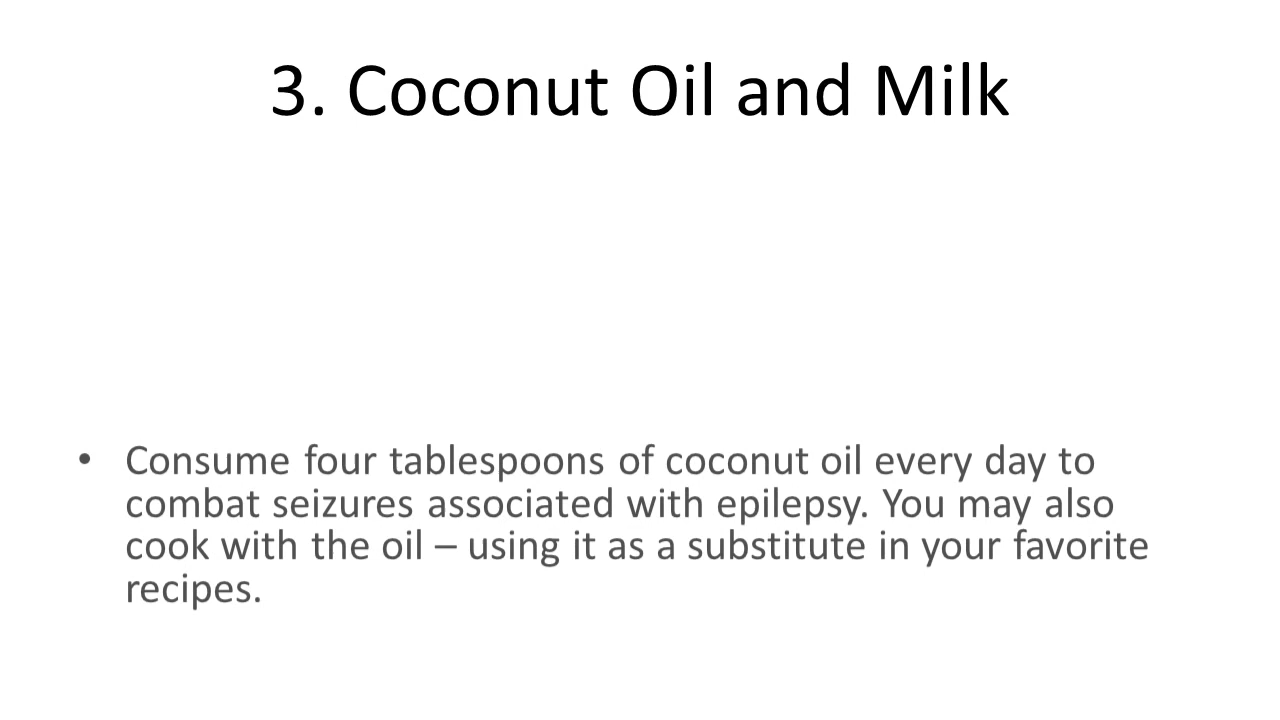 3. Coconut Oil and Milk
• Consume four tablespoons of coconut oil every day to
combat seizures associated with epilepsy. You may also
cook with the oil – using it as a substitute in your favorite
recipes.